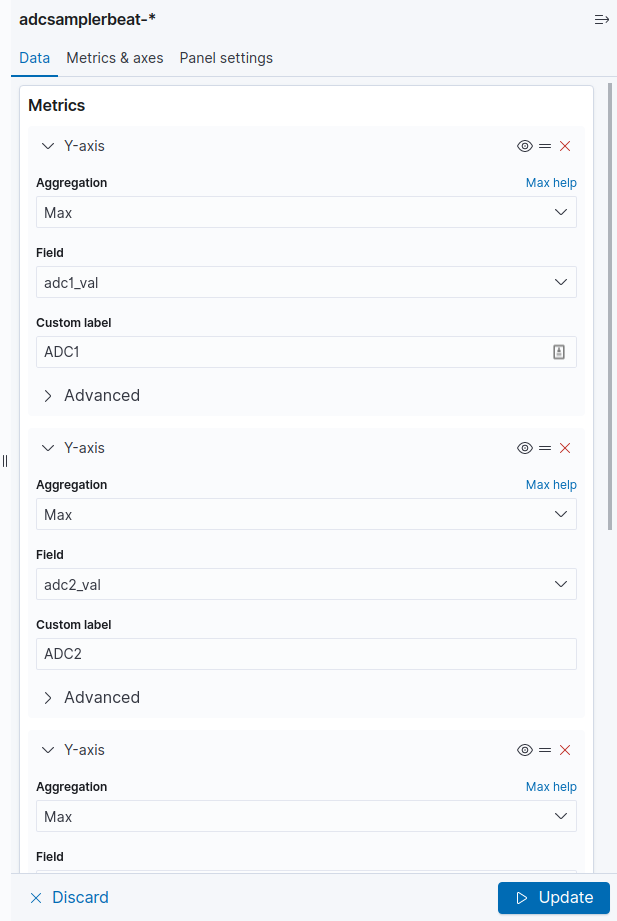 adcsamplerbeat-*
Data Metrics & axes Panel settings
Metrics
Y-axis
Aggregation Max help
Max
Field
adc1_val
Custom label
ADC1
Advanced
Y-axis
Aggregation Max help
Max
Field
adc2_val
Custom label
ADC2
Advanced
Y-axis
Aggregation Max help
Max
Field
Discard Update